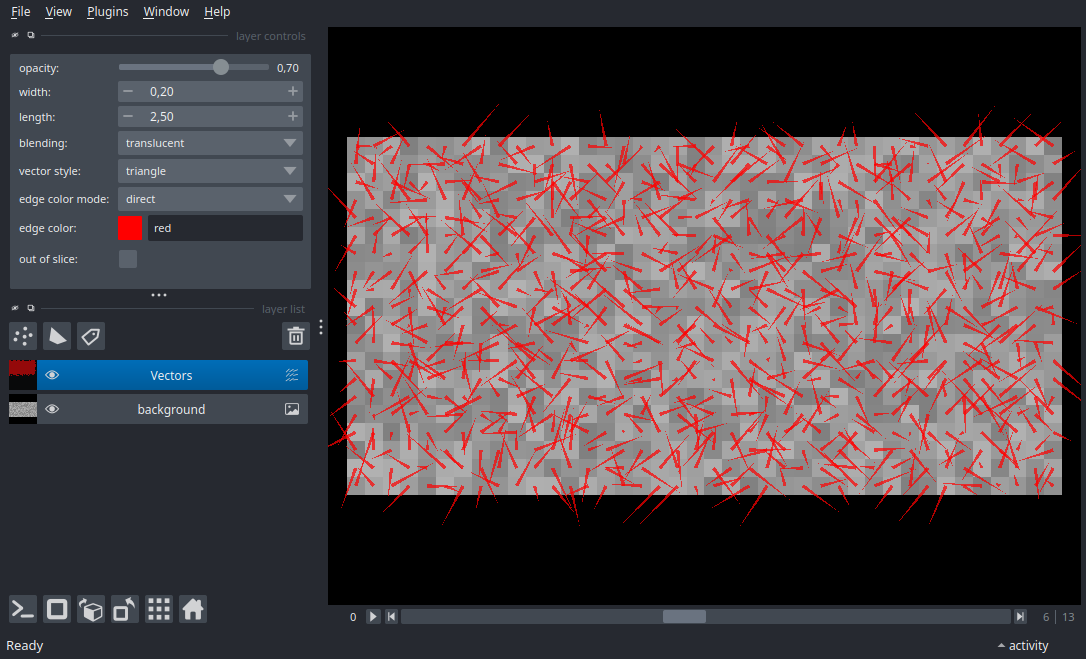 File View Plugins Window Help
layer controls
opacity: 0,70
width: − 0,20 +
length: − 2,50 +
blending: translucent
vector style: triangle
edge color mode: direct
edge color: red
out of slice:
layer list
Vectors
background
0 6 | 13
Ready activity